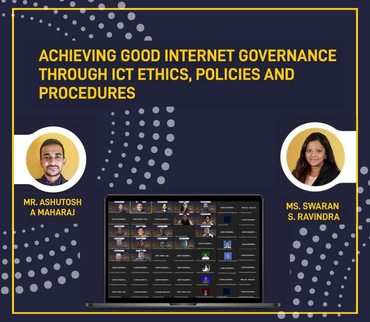 ACHIEVING GOOD INTERNET GOVERNANCE
THROUGH ICT ETHICS, POLICIES AND
PROCEDURES
MR. ASHUTOSH
A MAHARAJ
MS. SWARAN
S. RAVINDRA